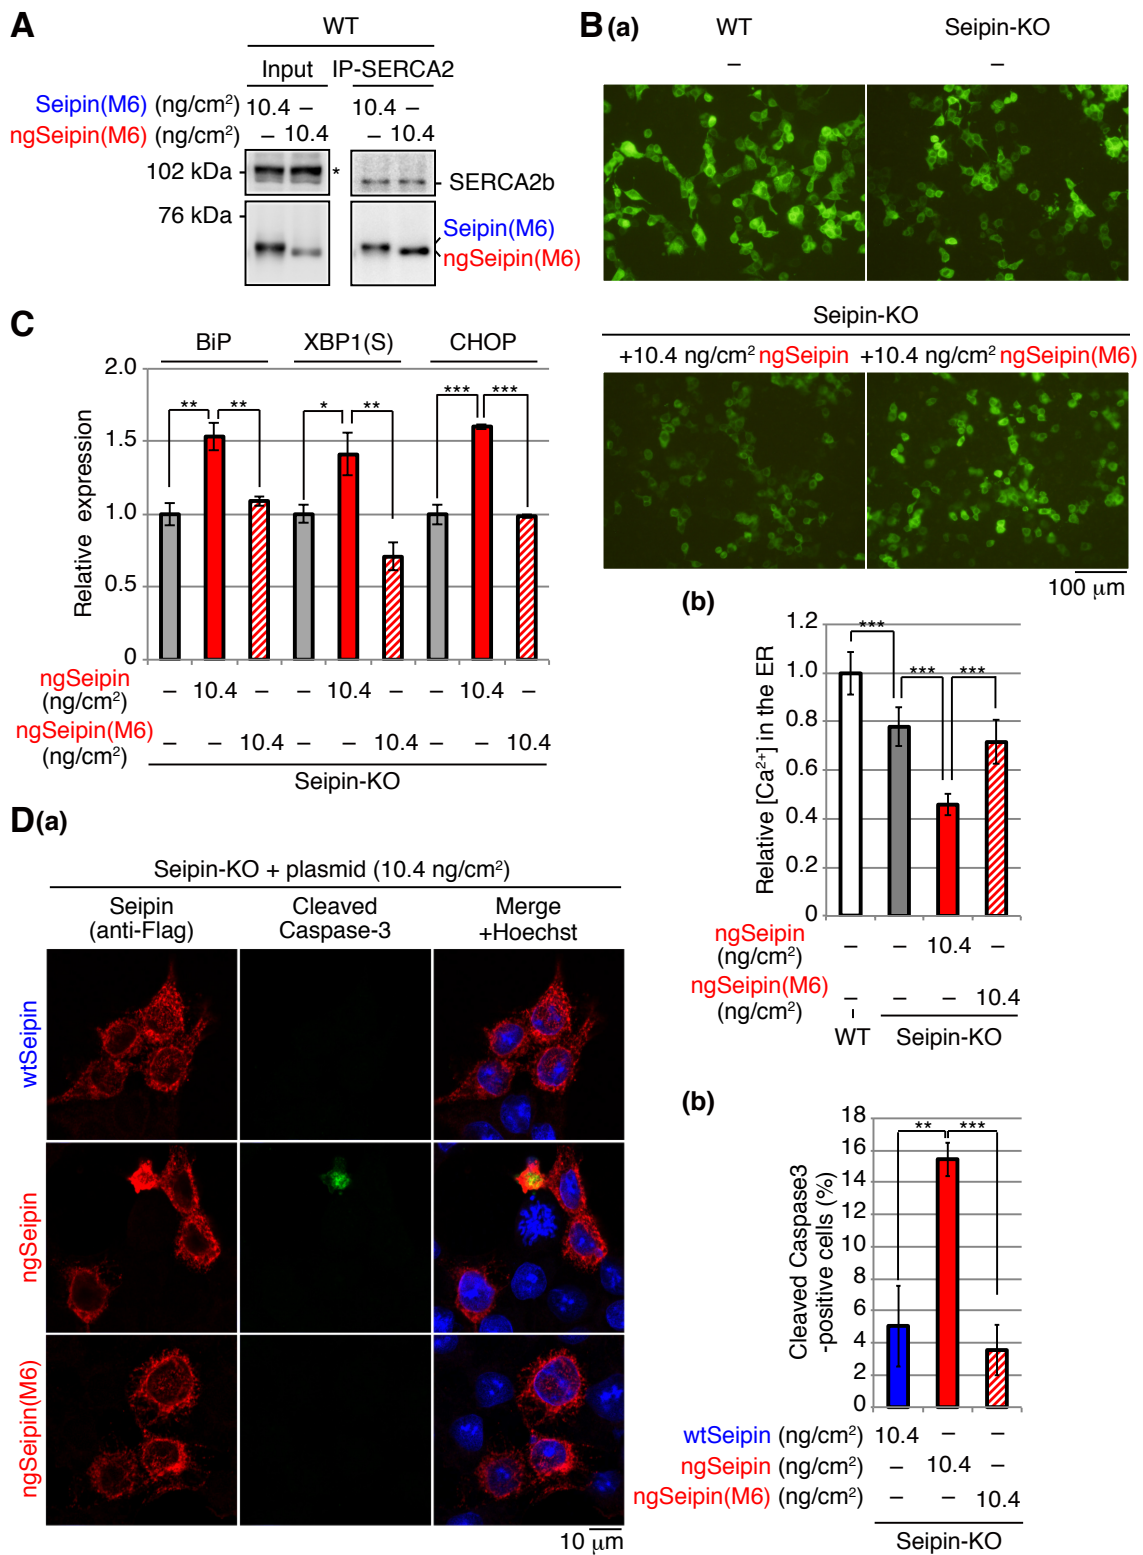 A
WT
Input IP-SERCA2
Seipin(M6) (ng/cm²) 10.4 – 10.4 –
ngSeipin(M6) (ng/cm²) – 10.4 – 10.4
102 kDa * SERCA2b
76 kDa
Seipin(M6)
ngSeipin(M6)
B (a)
WT Seipin-KO
– –
Seipin-KO
+10.4 ng/cm² ngSeipin +10.4 ng/cm² ngSeipin(M6)
100 μm
C
BiP XBP1(S) CHOP
** ** * ** *** ***
Relative expression
2.0
1.5
1.0
0.5
0
ngSeipin (ng/cm²) – 10.4 – – 10.4 – – 10.4 –
ngSeipin(M6) (ng/cm²) – – 10.4 – – 10.4 – – 10.4
Seipin-KO
(b)
Relative [Ca²⁺] in the ER
1.2
1.0
0.8
0.6
0.4
0.2
0
*** *** ***
ngSeipin (ng/cm²) – – 10.4 –
ngSeipin(M6) (ng/cm²) – – – 10.4
WT Seipin-KO
D (a)
Seipin-KO + plasmid (10.4 ng/cm²)
Seipin (anti-Flag)
Cleaved Caspase-3
Merge +Hoechst
wtSeipin
ngSeipin
ngSeipin(M6)
10 μm
(b)
Cleaved Caspase3
-positive cells (%)
18
16
14
12
10
8
6
4
2
0
** ***
wtSeipin (ng/cm²) 10.4 – –
ngSeipin (ng/cm²) – 10.4 –
ngSeipin(M6) (ng/cm²) – – 10.4
Seipin-KO